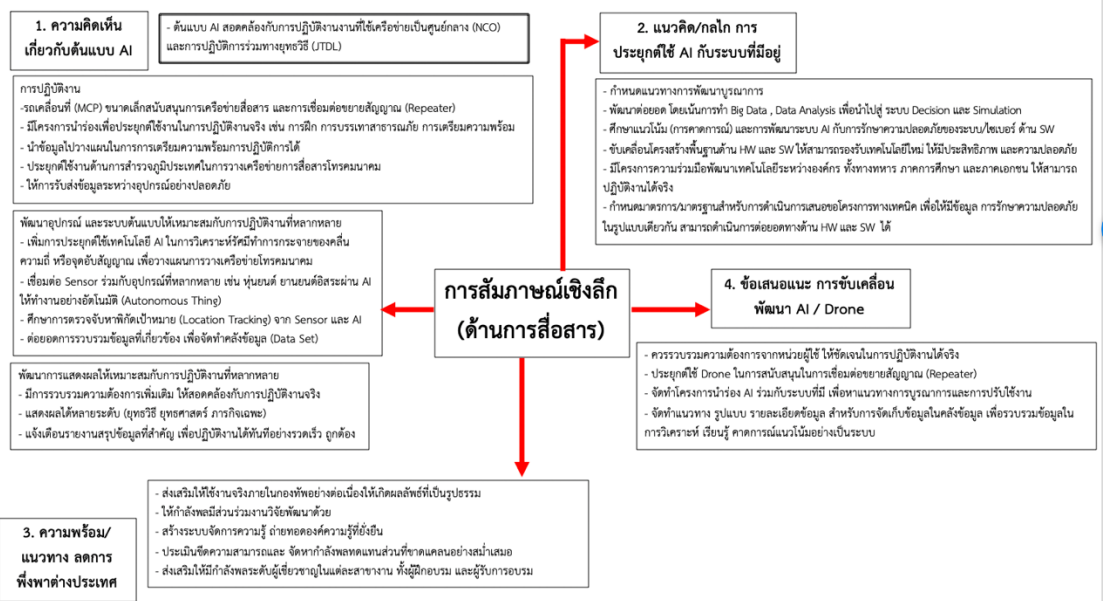 1. ความคิดเห็น
เกี่ยวกับต้นแบบ AI
- ต้นแบบ AI สอดคล้องกับการปฏิบัติงานงานที่ใช้เครือข่ายเป็นศูนย์กลาง (NCO)
และการปฏิบัติการร่วมทางยุทธวิธี (JTDL)
การปฏิบัติงาน
-รถเคลื่อนที่ (MCP) ขนาดเล็กสนับสนุนการเครือข่ายสื่อสาร และการเชื่อมต่อขยายสัญญาณ (Repeater)
- มีโครงการนำร่องเพื่อประยุกต์ใช้งานในการปฏิบัติงานจริง เช่น การฝึก การบรรเทาสาธารณภัย การเตรียมความพร้อม
- นำข้อมูลไปวางแผนในการการเตรียมความพร้อมการปฏิบัติการได้
- ประยุกต์ใช้งานด้านการสำรวจภูมิประเทศในการวางเครือข่ายการสื่อสารโทรคมนาคม
- ให้การรับส่งข้อมูลระหว่างอุปกรณ์อย่างปลอดภัย
พัฒนาอุปกรณ์ และระบบต้นแบบให้เหมาะสมกับการปฏิบัติงานที่หลากหลาย
- เพิ่มการประยุกต์ใช้เทคโนโลยี AI ในการวิเคราะห์รัศมีทำการกระจายของคลื่น
ความถี่ หรือจุดอับสัญญาณ เพื่อวางแผนการวางเครือข่ายโทรคมนาคม
- เชื่อมต่อ Sensor ร่วมกับอุปกรณ์ที่หลากหลาย เช่น หุ่นยนต์ ยานยนต์อิสระผ่าน AI
ให้ทำงานอย่างอัตโนมัติ (Autonomous Thing)
- ศึกษาการตรวจจับหาพิกัดเป้าหมาย (Location Tracking) จาก Sensor และ AI
- ต่อยอดการรวบรวมข้อมูลที่เกี่ยวข้อง เพื่อจัดทำคลังข้อมูล (Data Set)
พัฒนาการแสดงผลให้เหมาะสมกับการปฏิบัติงานที่หลากหลาย
- มีการรวบรวมความต้องการเพิ่มเติม ให้สอดคล้องกับการปฏิบัติงานจริง
- แสดงผลได้หลายระดับ (ยุทธวิธี ยุทธศาสตร์ ภารกิจเฉพาะ)
- แจ้งเตือนรายงานสรุปข้อมูลที่สำคัญ เพื่อปฏิบัติงานได้ทันทีอย่างรวดเร็ว ถูกต้อง
การสัมภาษณ์เชิงลึก
(ด้านการสื่อสาร)
2. แนวคิด/กลไก การ
ประยุกต์ใช้ AI กับระบบที่มีอยู่
- กำหนดแนวทางการพัฒนาบูรณาการ
- พัฒนาต่อยอด โดยเน้นการทำ Big Data , Data Analysis เพื่อนำไปสู่ ระบบ Decision และ Simulation
- ศึกษาแนวโน้ม (การคาดการณ์) และการพัฒนาระบบ AI กับการรักษาความปลอดภัยของระบบ/ไซเบอร์ ด้าน SW
- ขับเคลื่อนโครงสร้างพื้นฐานด้าน HW และ SW ให้สามารถรองรับเทคโนโลยีใหม่ ให้มีประสิทธิภาพ และความปลอดภัย
- มีโครงการความร่วมมือพัฒนาเทคโนโลยีระหว่างองค์กร ทั้งทางทหาร ภาคการศึกษา และภาคเอกชน ให้สามารถ
ปฏิบัติงานได้จริง
- กำหนดมาตรการ/มาตรฐานสำหรับการดำเนินการเสนอขอโครงการทางเทคนิค เพื่อให้มีข้อมูล การรักษาความปลอดภัย
ในรูปแบบเดียวกัน สามารถดำเนินการต่อยอดทางด้าน HW และ SW ได้
4. ข้อเสนอแนะ การขับเคลื่อน
พัฒนา AI / Drone
- ควรรวบรวมความต้องการจากหน่วยผู้ใช้ ให้ชัดเจนในการปฏิบัติงานได้จริง
- ประยุกต์ใช้ Drone ในการสนับสนุนในการเชื่อมต่อขยายสัญญาณ (Repeater)
- จัดทำโครงการนำร่อง AI ร่วมกับระบบที่มี เพื่อหาแนวทางการบูรณาการและการปรับใช้งาน
- จัดทำแนวทาง รูปแบบ รายละเอียดข้อมูล สำหรับการจัดเก็บข้อมูลในคลังข้อมูล เพื่อรวบรวมข้อมูลใน
การวิเคราะห์ เรียนรู้ คาดการณ์แนวโน้มอย่างเป็นระบบ
3. ความพร้อม/
แนวทาง ลดการ
พึ่งพาต่างประเทศ
- ส่งเสริมให้ใช้งานจริงภายในกองทัพอย่างต่อเนื่องให้เกิดผลลัพธ์ที่เป็นรูปธรรม
- ให้กำลังพลมีส่วนร่วมงานวิจัยพัฒนาด้วย
- สร้างระบบจัดการความรู้ ถ่ายทอดองค์ความรู้ที่ยั่งยืน
- ประเมินขีดความสามารถและ จัดหากำลังพลทดแทนส่วนที่ขาดแคลนอย่างสม่ำเสมอ
- ส่งเสริมให้มีกำลังพลระดับผู้เชี่ยวชาญในแต่ละสาขางาน ทั้งผู้ฝึกอบรม และผู้รับการอบรม